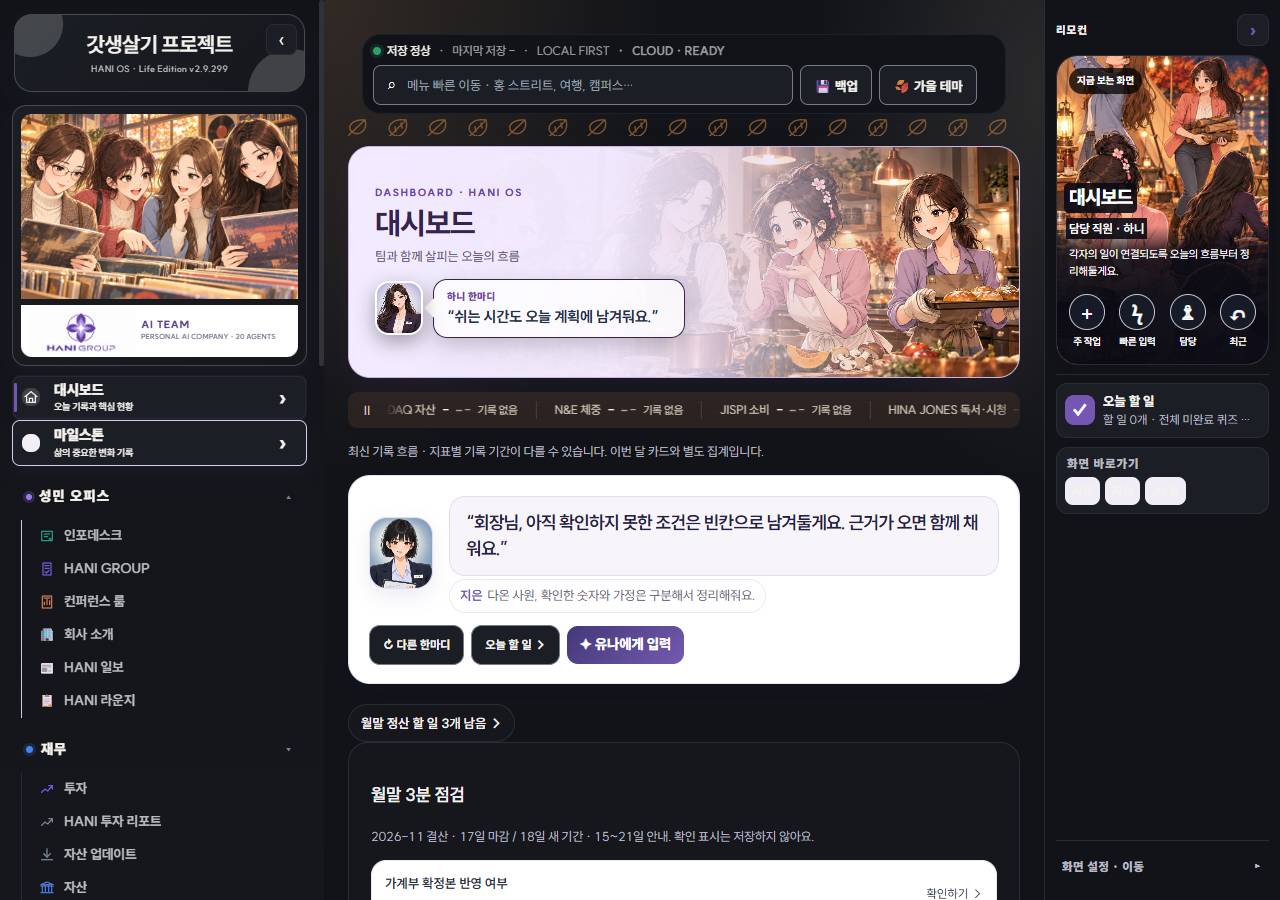 갓생살기 프로젝트
HANI OS · Life Edition v2.9.299
HANI GROUP
AI TEAM
PERSONAL AI COMPANY · 20 AGENTS
대시보드
오늘 기록과 핵심 현황
마일스톤
삶의 중요한 변화 기록
성민 오피스
인포데스크
HANI GROUP
컨퍼런스 룸
회사 소개
HANI 일보
HANI 라운지
재무
투자
HANI 투자 리포트
자산 업데이트
자산
저장 정상 · 마지막 저장 - · LOCAL FIRST · CLOUD · READY
메뉴 빠른 이동 · 홍 스트리트, 여행, 캠퍼스…
백업
가을 테마
DASHBOARD · HANI OS
대시보드
팀과 함께 살피는 오늘의 흐름
하니 한마디
“쉬는 시간도 오늘 계획에 남겨둬요.”
DAQ 자산 - -- 기록 없음 N&E 체중 - -- 기록 없음 JISPI 소비 - -- 기록 없음 HINA JONES 독서·시청 -
최신 기록 흐름 · 지표별 기록 기간이 다를 수 있습니다. 이번 달 카드와 별도 집계입니다.
“회장님, 아직 확인하지 못한 조건은 빈칸으로 남겨둘게요. 근거가 오면 함께 채
워요.”
지은 다온 사원, 확인한 숫자와 가정은 구분해서 정리해줘요.
다른 한마디
오늘 할 일
유나에게 입력
월말 정산 할 일 3개 남음
월말 3분 점검
2026-11 결산 · 17일 마감 / 18일 새 기간 · 15~21일 안내. 확인 표시는 저장하지 않아요.
가계부 확정본 반영 여부
확인하기
리모컨
지금 보는 화면
대시보드
담당 직원 · 하니
각자의 일이 연결되도록 오늘의 흐름부터 정
리해둘게요.
주 작업
빠른 입력
담당
최근
오늘 할 일
할 일 0개 · 전체 미완료 퀴즈 …
화면 바로가기
화면 설정 · 이동